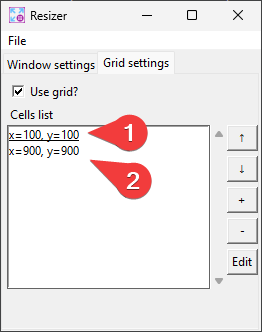 Resizer
File
Window settings Grid settings
Use grid?
Cells list
x=100, y=100
1
↑
x=900, y=900
2
↓
+
-
Edit